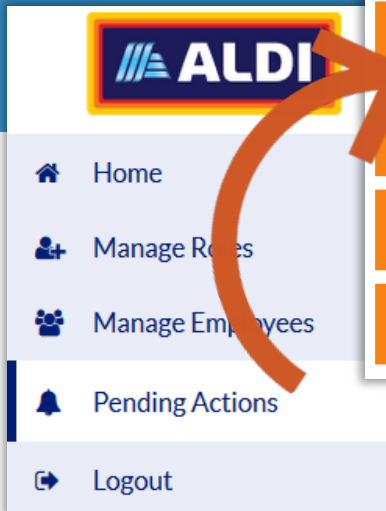 ALDI
Home
Manage Roles
Manage Employees
Pending Actions
Logout